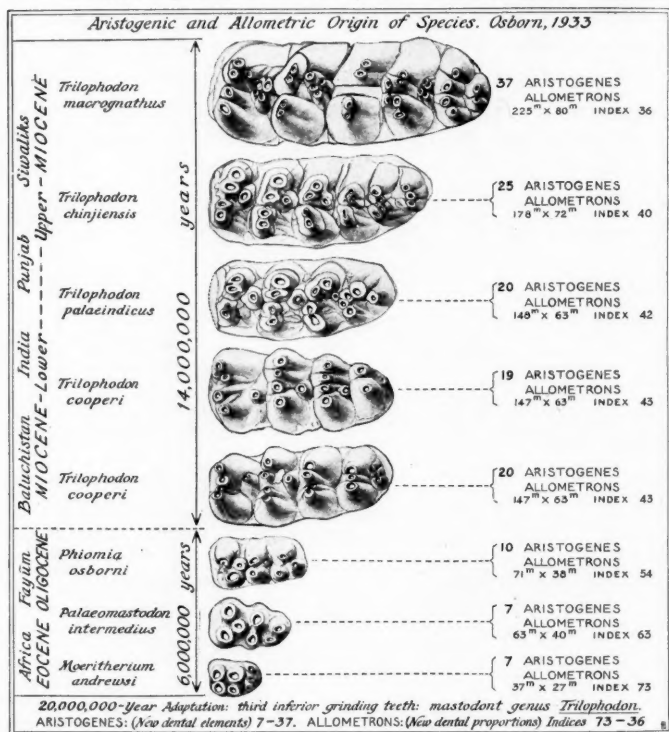 Aristogenic and Allometric Origin of Species. Osborn, 1933
Africa Fayûm Baluchistan India Punjab Siwaliks
EOCENE OLIGOCENE MIOCENE-Lower-------Upper-MIOCENE
14,000,000 years
6,000,000 years
Trilophodon
macrognathus
37 ARISTOGENES
ALLOMETRONS
225ᵐ X 80ᵐ INDEX 36
Trilophodon
chinjiensis
25 ARISTOGENES
ALLOMETRONS
178ᵐ X 72ᵐ INDEX 40
Trilophodon
palaeindicus
20 ARISTOGENES
ALLOMETRONS
148ᵐ X 63ᵐ INDEX 42
Trilophodon
cooperi
19 ARISTOGENES
ALLOMETRONS
147ᵐ X 63ᵐ INDEX 43
Trilophodon
cooperi
20 ARISTOGENES
ALLOMETRONS
147ᵐ X 63ᵐ INDEX 43
Phiomia
osborni
10 ARISTOGENES
ALLOMETRONS
71ᵐ X 38ᵐ INDEX 54
Palaeomastodon
intermedius
7 ARISTOGENES
ALLOMETRONS
63ᵐ X 40ᵐ INDEX 63
Moeritherium
andrewsi
7 ARISTOGENES
ALLOMETRONS
37ᵐ X 27ᵐ INDEX 73
20,000,000-year Adaptation: third inferior grinding teeth: mastodont genus Trilophodon.
ARISTOGENES: (New dental elements) 7-37. ALLOMETRONS: (New dental proportions) Indices 73-36